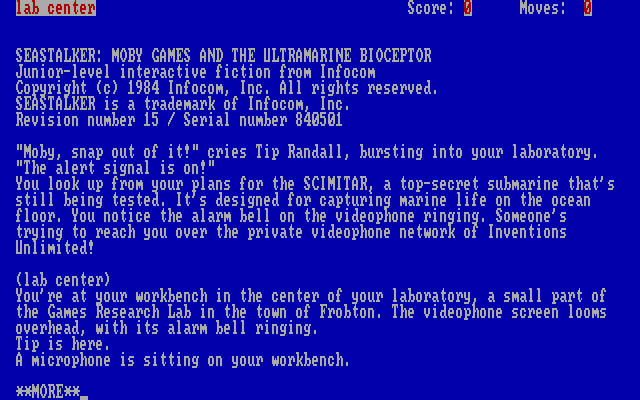 lab center Score: 0 Moves: 0
SEASTALKER: MOBY GAMES AND THE ULTRAMARINE BIOCEPTOR
Junior-level interactive fiction from Infocom
Copyright (c) 1984 Infocom, Inc. All rights reserved.
SEASTALKER is a trademark of Infocom, Inc.
Revision number 15 / Serial number 840501
"Moby, snap out of it!" cries Tip Randall, bursting into your laboratory.
"The alert signal is on!"
You look up from your plans for the SCIMITAR, a top-secret submarine that's
still being tested. It's designed for capturing marine life on the ocean
floor. You notice the alarm bell on the videophone ringing. Someone's
trying to reach you over the private videophone network of Inventions
Unlimited!
(lab center)
You're at your workbench in the center of your laboratory, a small part of
the Games Research Lab in the town of Frobton. The videophone screen looms
overhead, with its alarm bell ringing.
Tip is here.
A microphone is sitting on your workbench.
**MORE**